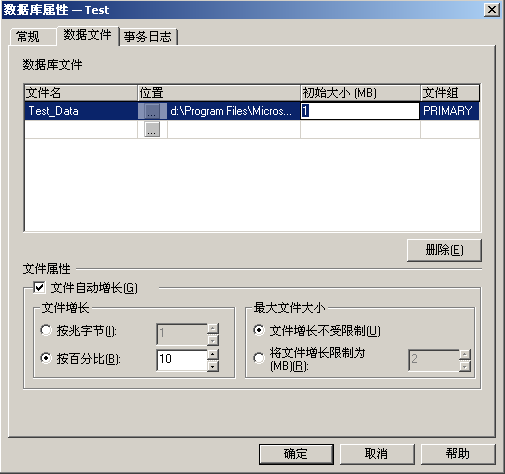 数据库属性 — Test
常规 数据文件 事务日志
数据库文件
文件名 位置 初始大小 (MB) 文件组
Test_Data ... d:\Program Files\Micros... 1 PRIMARY
...
删除(E)
文件属性
文件自动增长(G)
文件增长 最大文件大小
按兆字节(I): 1 文件增长不受限制(U)
按百分比(B): 10 将文件增长限制为
(MB)(R): 2
确定 取消 帮助